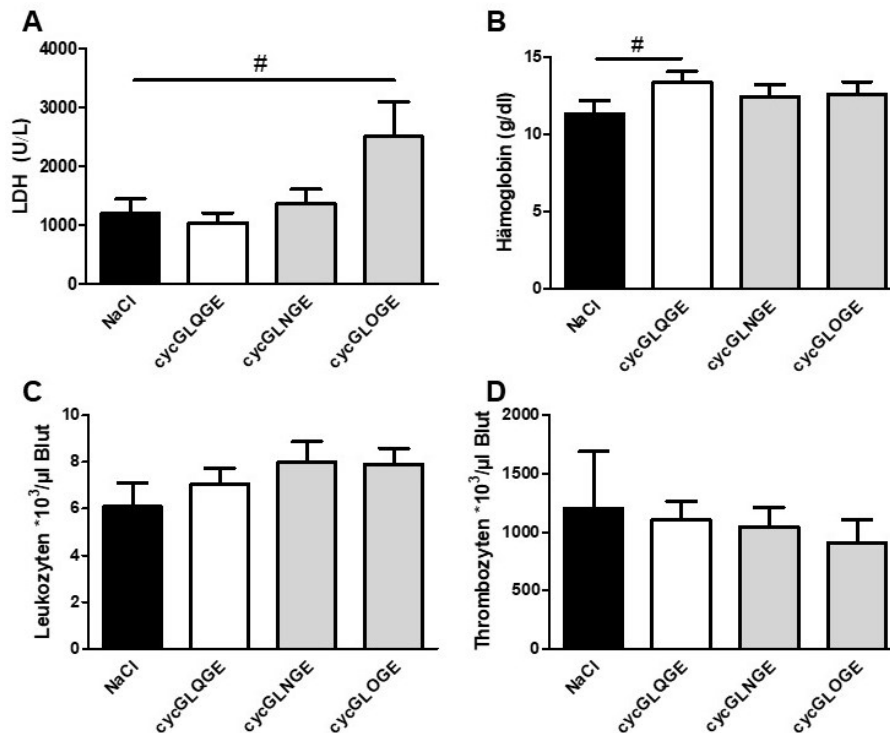 A
LDH (U/L)
4000
3000
2000
1000
0
#
NaCl
cycGLQGE
cycGLNGE
cycGLOGE
B
Hämoglobin (g/dl)
15
10
5
0
#
NaCl
cycGLQGE
cycGLNGE
cycGLOGE
C
Leukozyten *10³/µl Blut
10
8
6
4
2
0
NaCl
cycGLQGE
cycGLNGE
cycGLOGE
D
Thrombozyten *10³/µl Blut
2000
1500
1000
500
0
NaCl
cycGLQGE
cycGLNGE
cycGLOGE